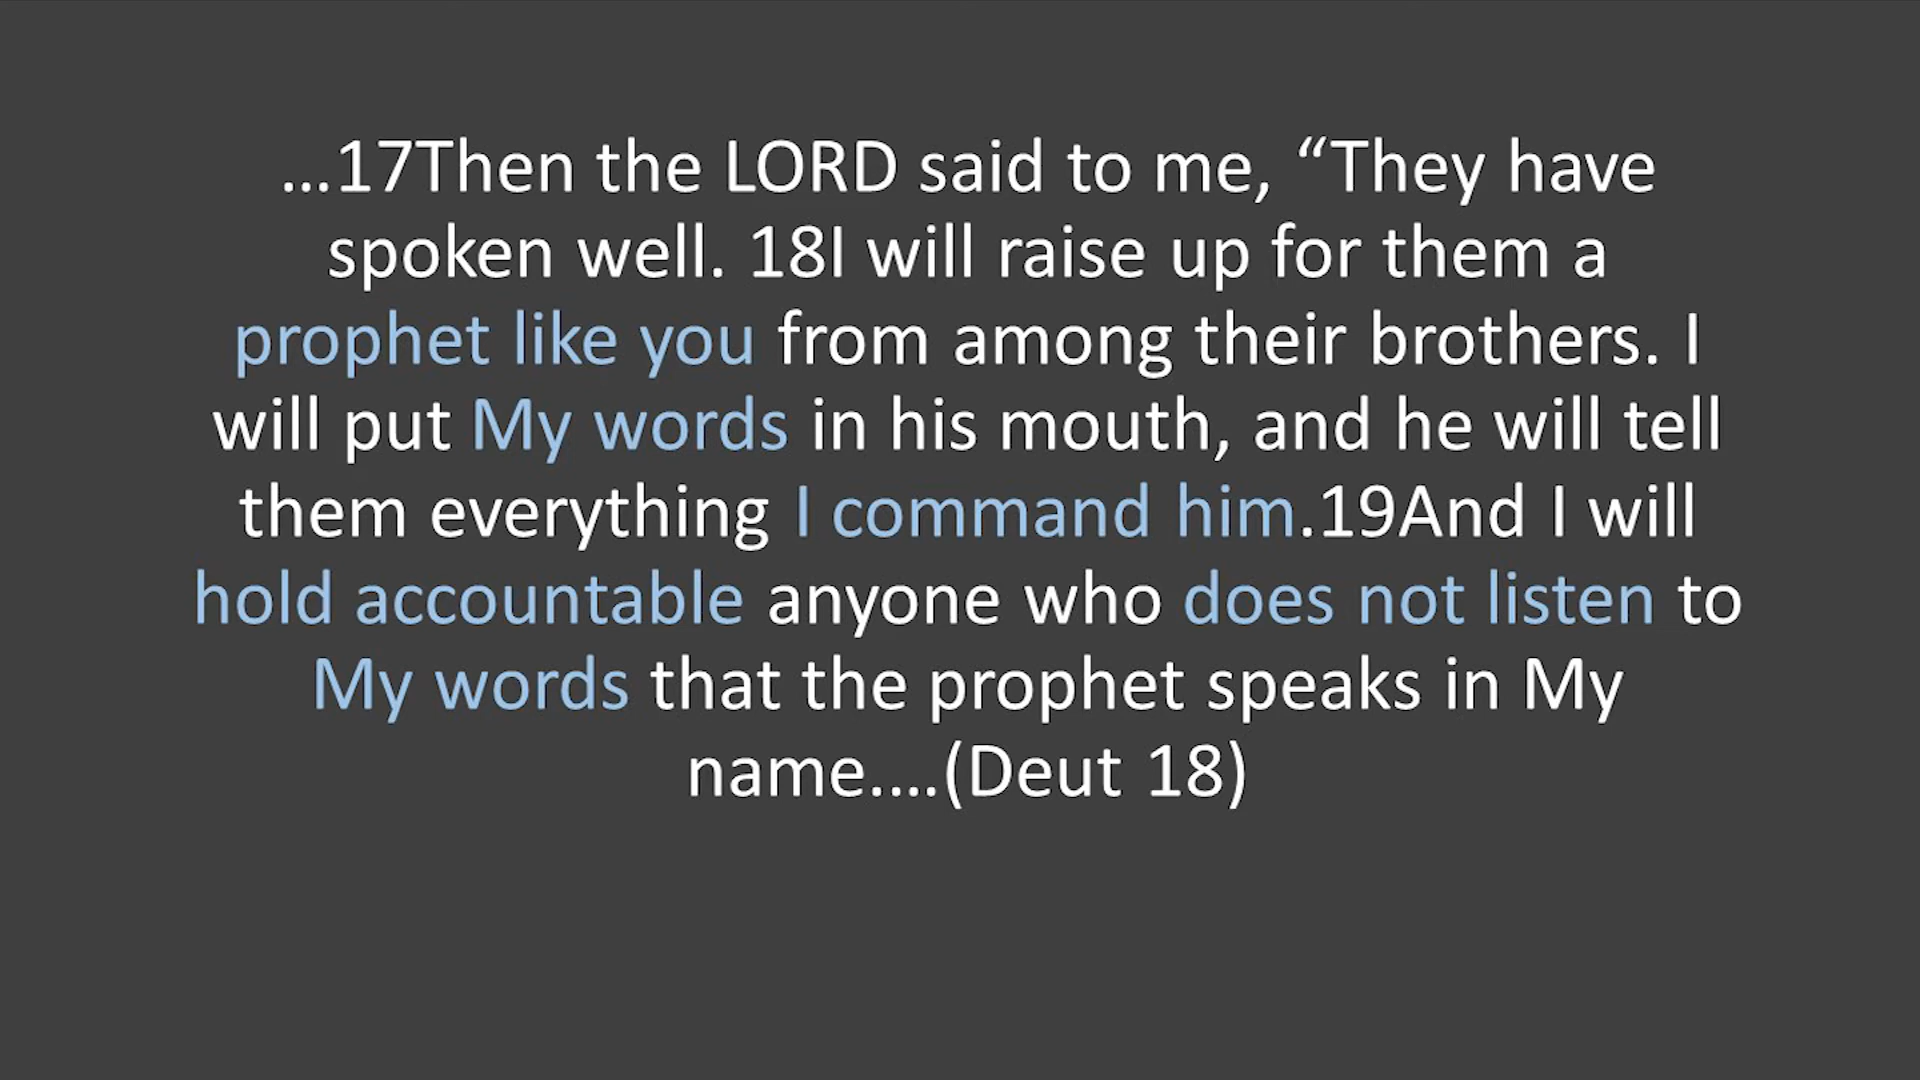 ...17Then the LORD said to me, “They have
spoken well. 18I will raise up for them a
prophet like you from among their brothers. I
will put My words in his mouth, and he will tell
them everything I command him.19And I will
hold accountable anyone who does not listen to
My words that the prophet speaks in My
name....(Deut 18)